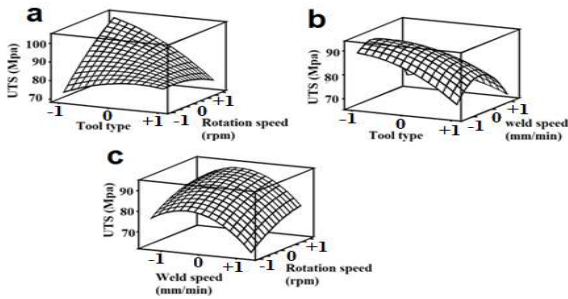 a
UTS (Mpa)
100
90
80
70
-1
0
+1
Tool type
-1
0
+1
Rotation speed
(rpm)
b
UTS (Mpa)
90
80
70
-1
0
+1
Tool type
-1
0
+1
weld speed
(mm/min)
c
UTS (Mpa)
90
80
70
-1
0
+1
Weld speed
(mm/min)
-1
0
+1
Rotation speed
(rpm)